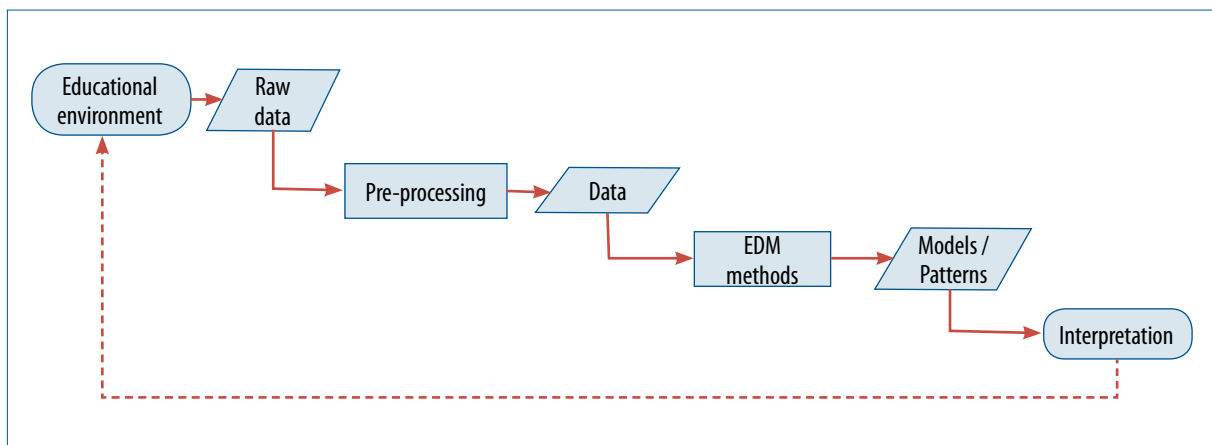 Educational
environment
Raw
data
Pre-processing
Data
EDM
methods
Models /
Patterns
Interpretation